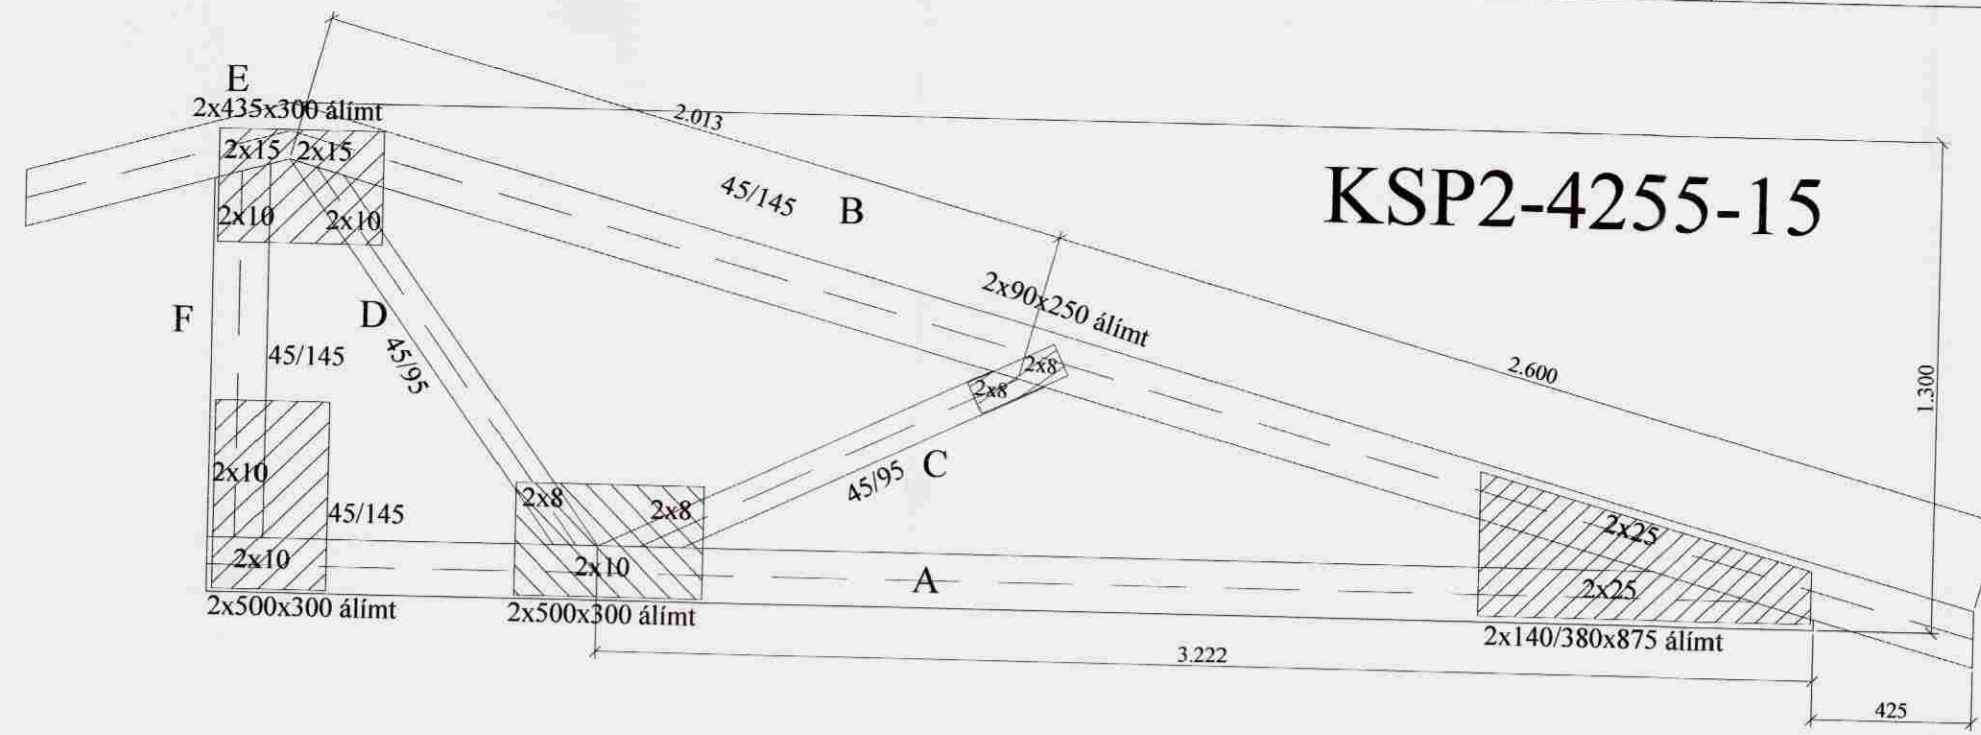 E
2x435x300 álímt
2x15
2x15
2x10
2x10
2.013
45/145
B
KSP2-4255-15
2x90x250 álímt
2x8
2x8
2.600
1.300
F
D
45/95
45/145
45/95
C
2x10
45/145
2x10
2x8
2x8
2x10
A
2x25
2x25
2x500x300 álímt
2x500x300 álímt
2x140/380x875 álímt
3.222
425